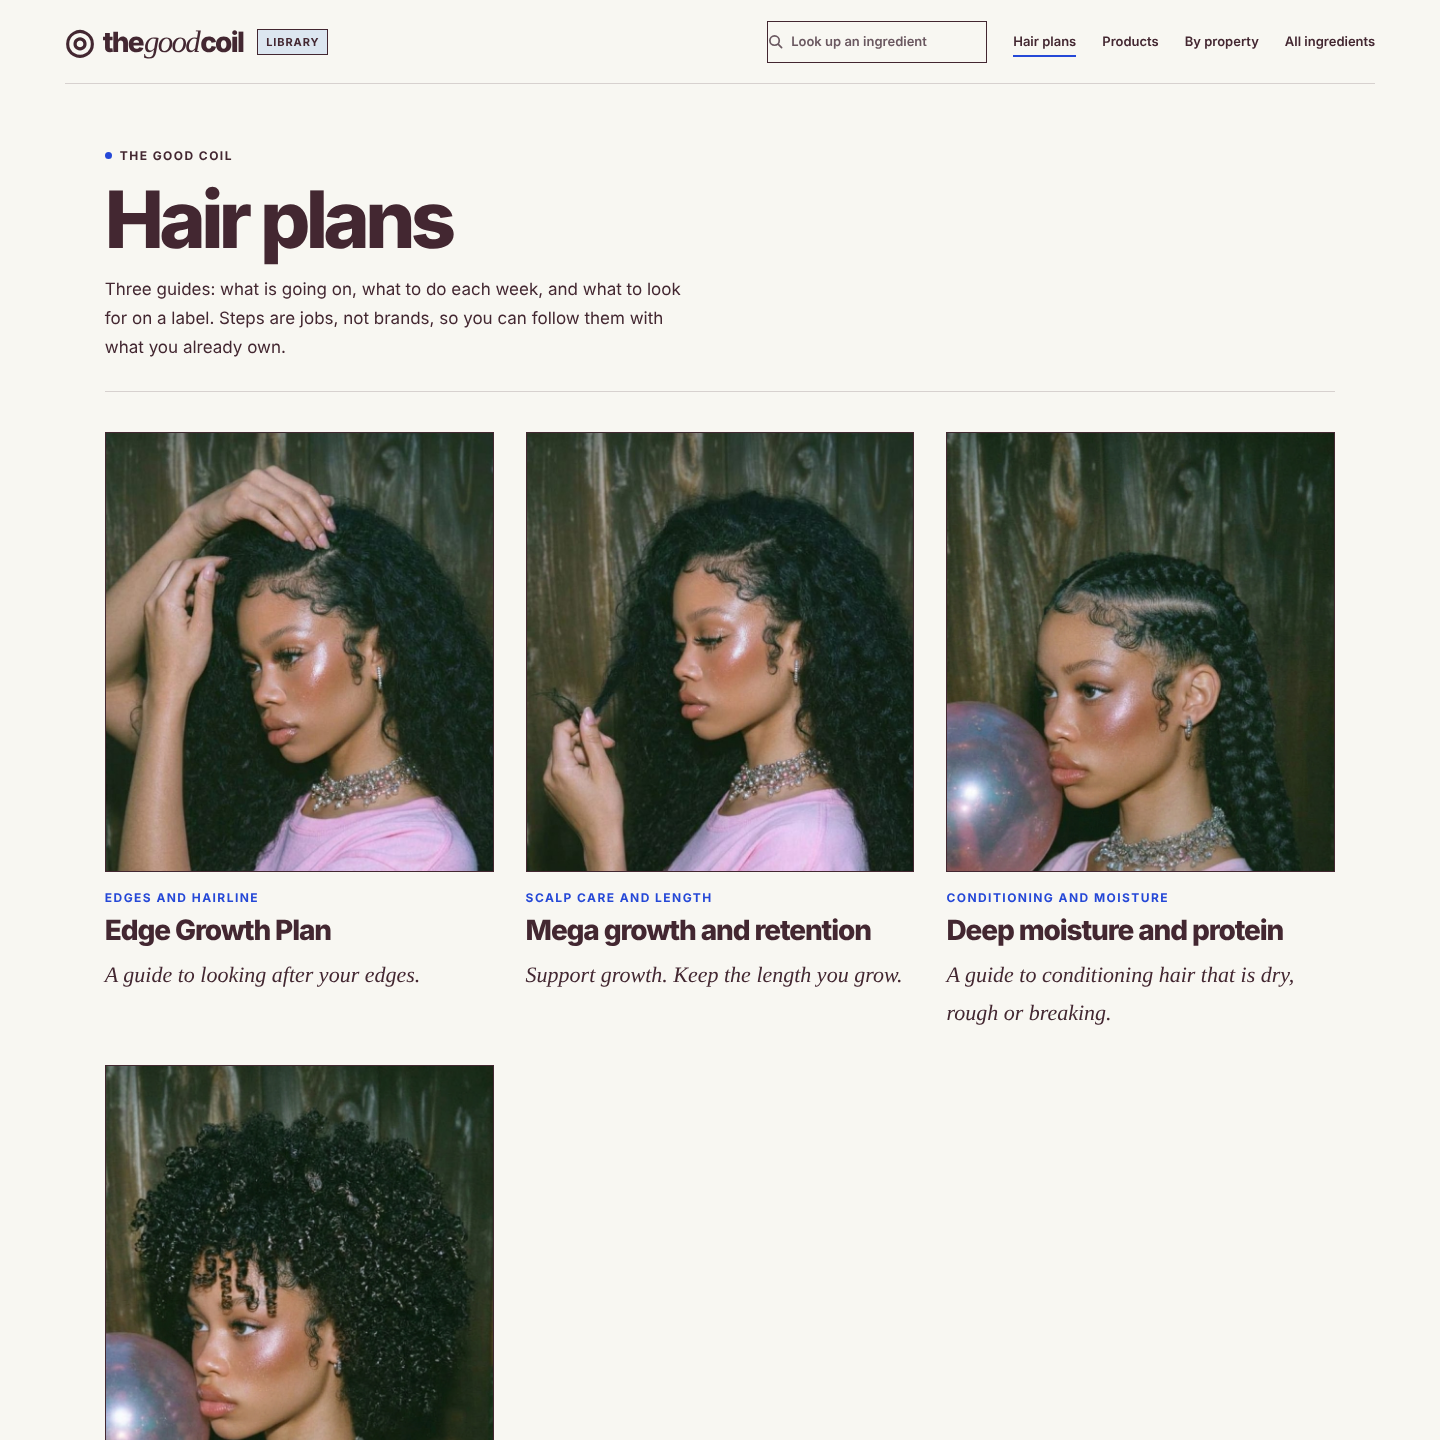 thegoodcoil LIBRARY
Look up an ingredient
Hair plans Products By property All ingredients
THE GOOD COIL
Hair plans
Three guides: what is going on, what to do each week, and what to look
for on a label. Steps are jobs, not brands, so you can follow them with
what you already own.
EDGES AND HAIRLINE
Edge Growth Plan
A guide to looking after your edges.
SCALP CARE AND LENGTH
Mega growth and retention
Support growth. Keep the length you grow.
CONDITIONING AND MOISTURE
Deep moisture and protein
A guide to conditioning hair that is dry,
rough or breaking.